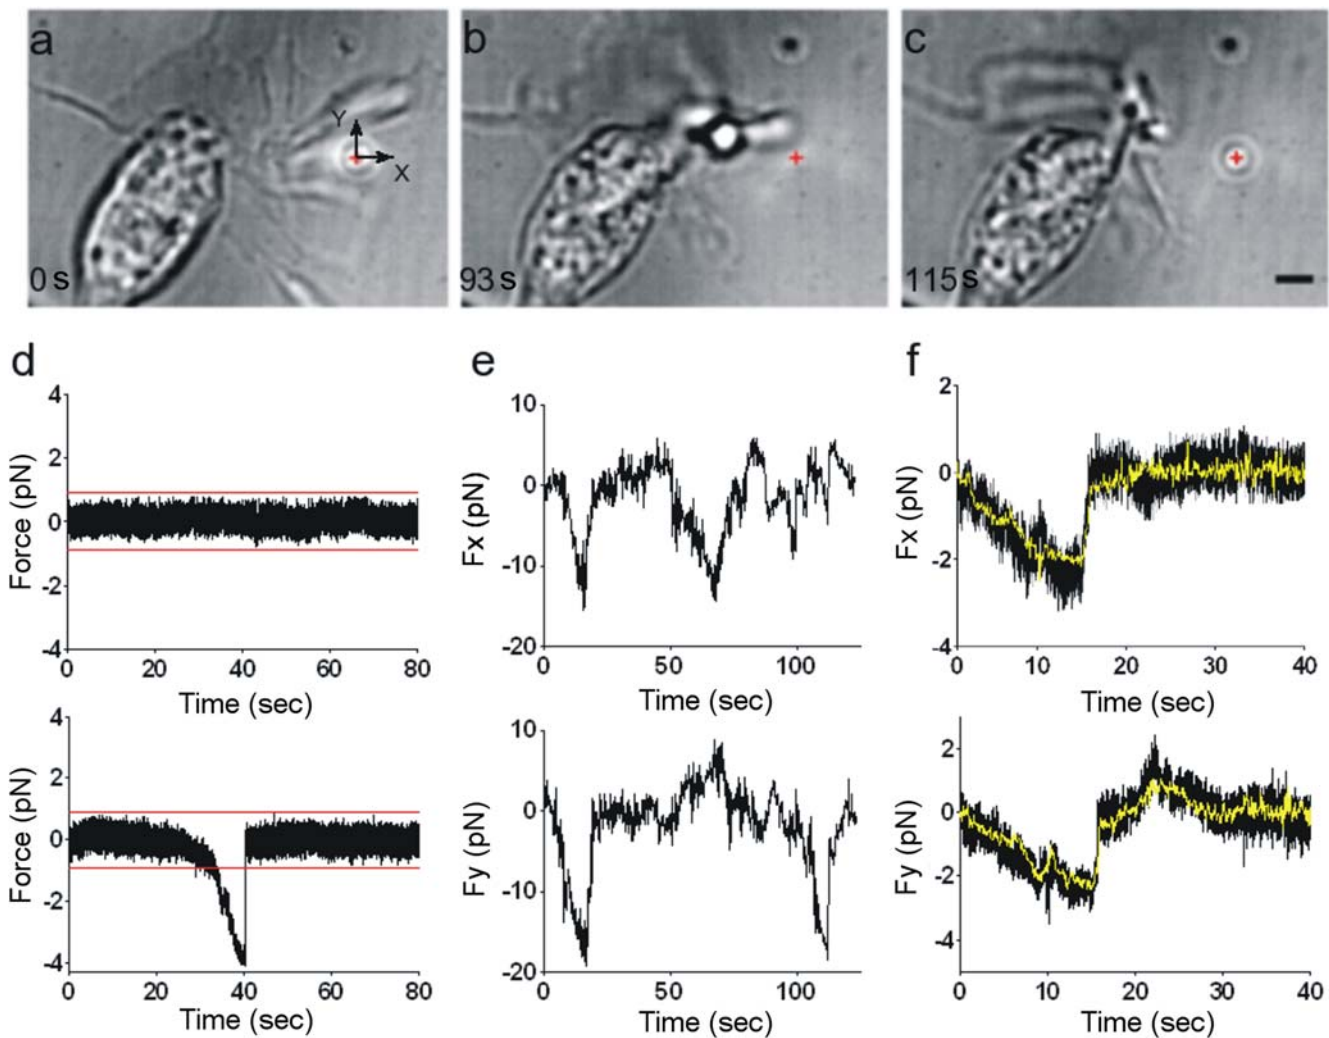 a
b
c
Y
X
0 s
93 s
115 s
d
e
f
4
2
0
-2
-4
Force (pN)
0 20 40 60 80
Time (sec)
10
0
-10
-20
Fx (pN)
0 50 100
Time (sec)
2
0
-2
-4
Fx (pN)
0 10 20 30 40
Time (sec)
4
2
0
-2
-4
Force (pN)
0 20 40 60 80
Time (sec)
10
0
-10
-20
Fy (pN)
0 50 100
Time (sec)
2
0
-2
-4
Fy (pN)
0 10 20 30 40
Time (sec)